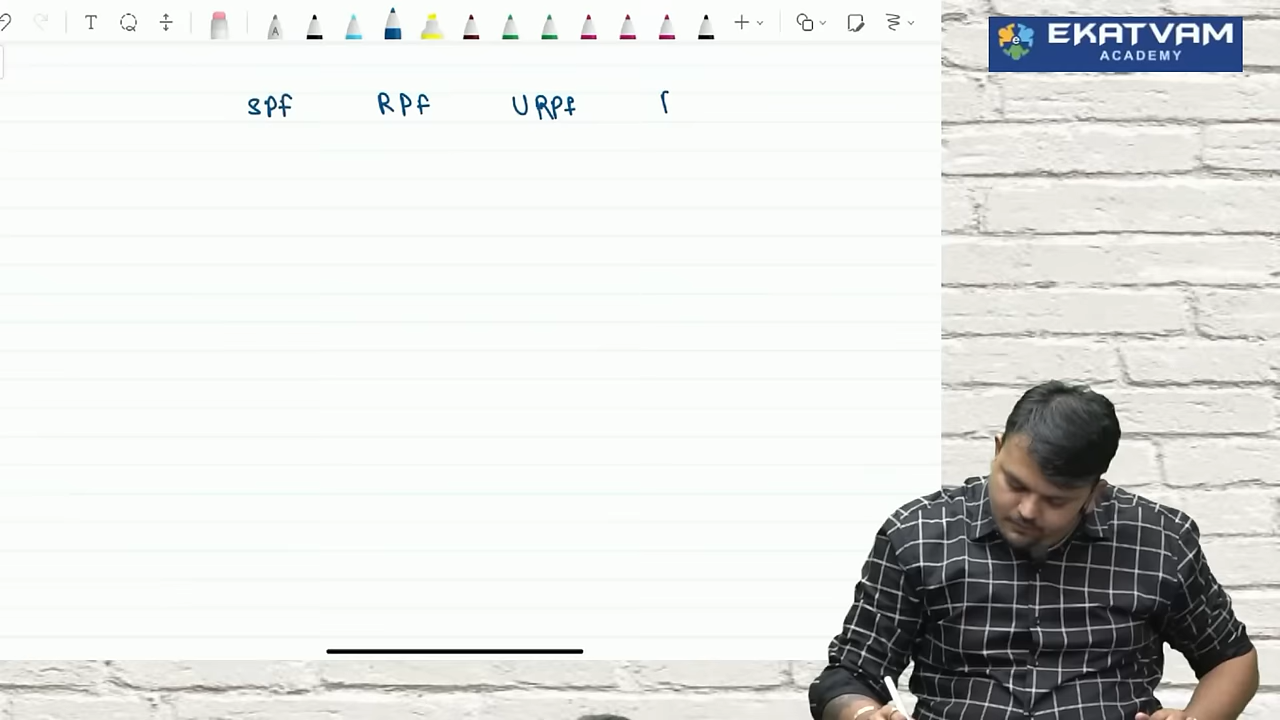 T
A
EKATVAM
ACADEMY
SPf RPf URPf